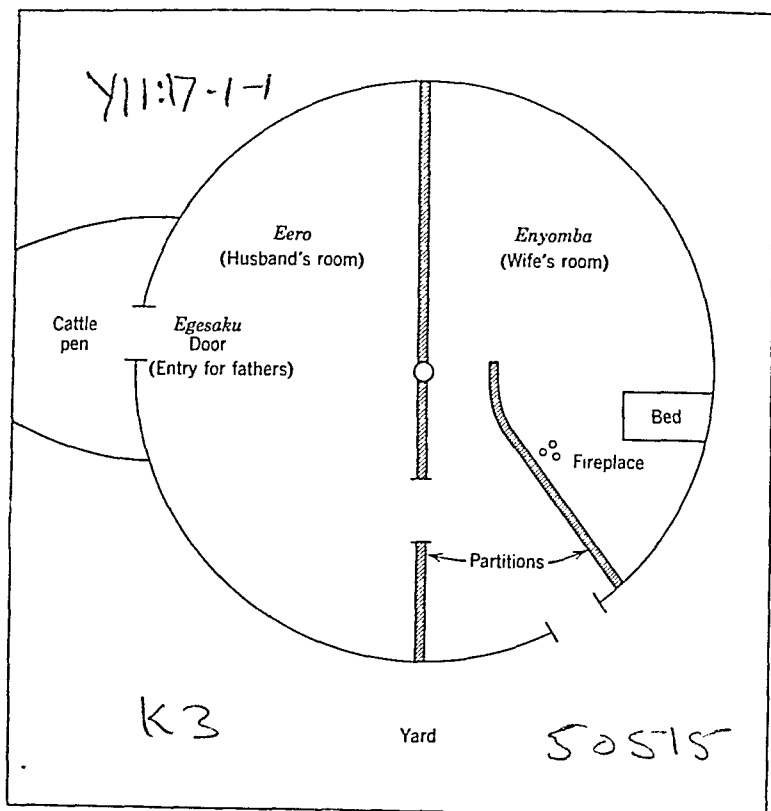 Y11:17-1-1
Eero
(Husband's room)
Enyomba
(Wife's room)
Cattle
pen
Egesaku
Door
(Entry for fathers)
Bed
Fireplace
Partitions
K3
Yard
50515